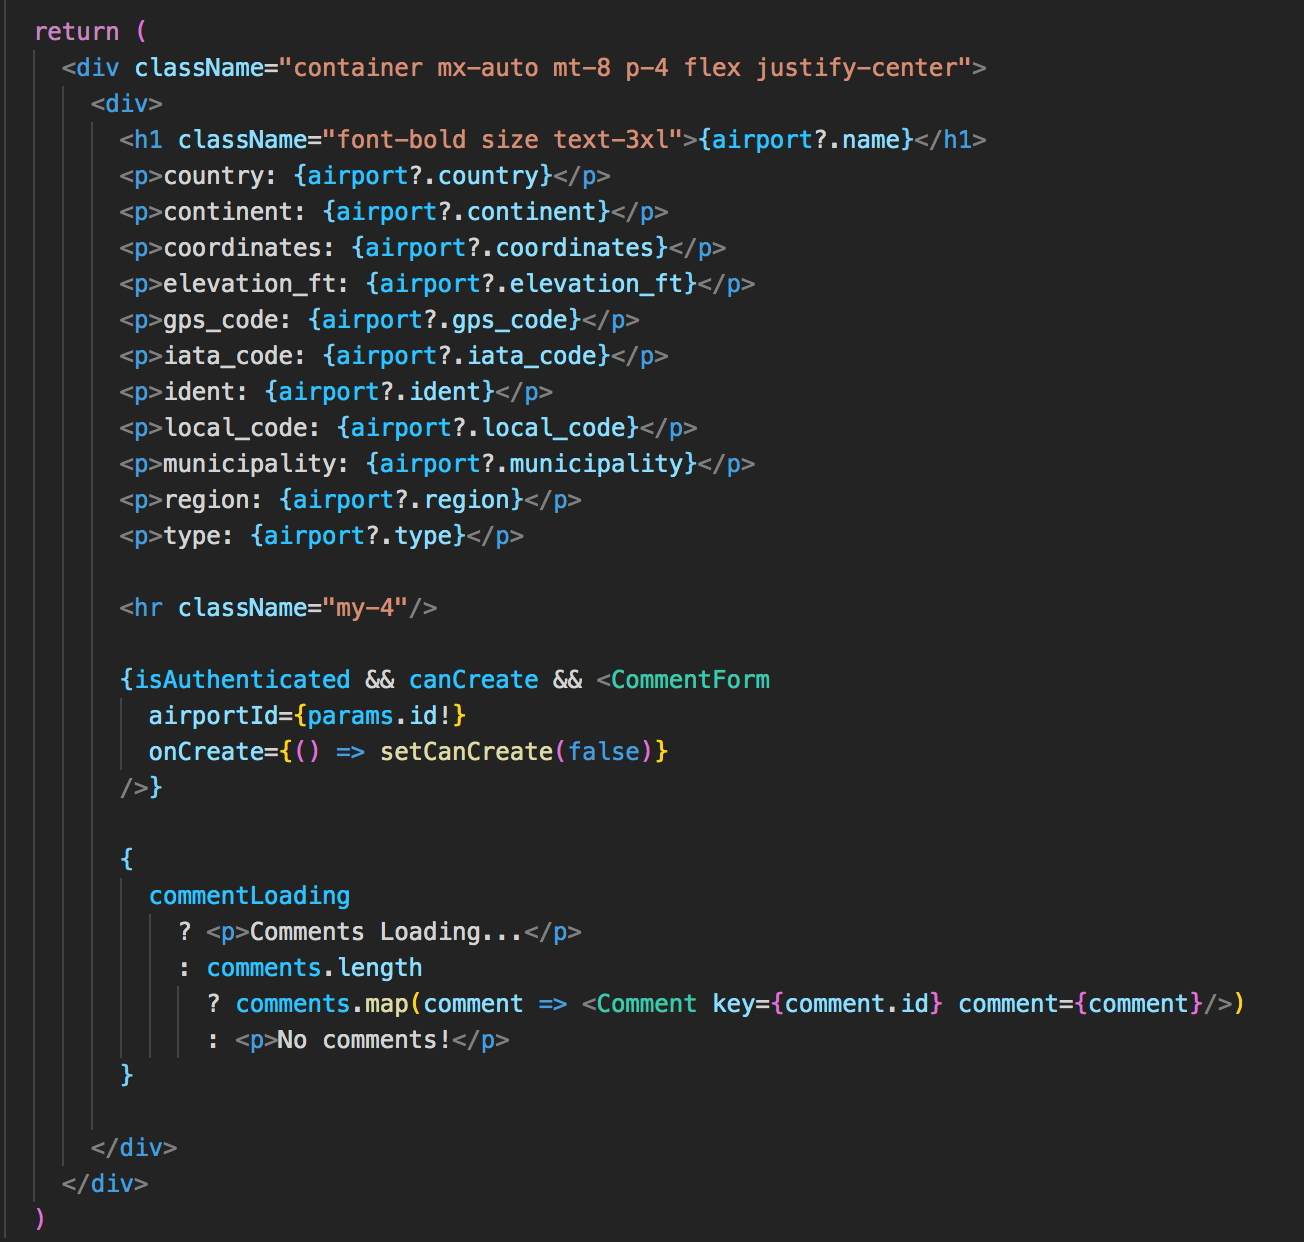 return (
<div className="container mx-auto mt-8 p-4 flex justify-center">
<div>
<h1 className="font-bold size text-3xl">{airport?.name}</h1>
<p>country: {airport?.country}</p>
<p>continent: {airport?.continent}</p>
<p>coordinates: {airport?.coordinates}</p>
<p>elevation_ft: {airport?.elevation_ft}</p>
<p>gps_code: {airport?.gps_code}</p>
<p>iata_code: {airport?.iata_code}</p>
<p>ident: {airport?.ident}</p>
<p>local_code: {airport?.local_code}</p>
<p>municipality: {airport?.municipality}</p>
<p>region: {airport?.region}</p>
<p>type: {airport?.type}</p>
<hr className="my-4"/>
{isAuthenticated && canCreate && <CommentForm
airportId={params.id!}
onCreate={() => setCanCreate(false)}
/>}
{
commentLoading
? <p>Comments Loading...</p>
: comments.length
? comments.map(comment => <Comment key={comment.id} comment={comment}/>)
: <p>No comments!</p>
}
</div>
</div>
)